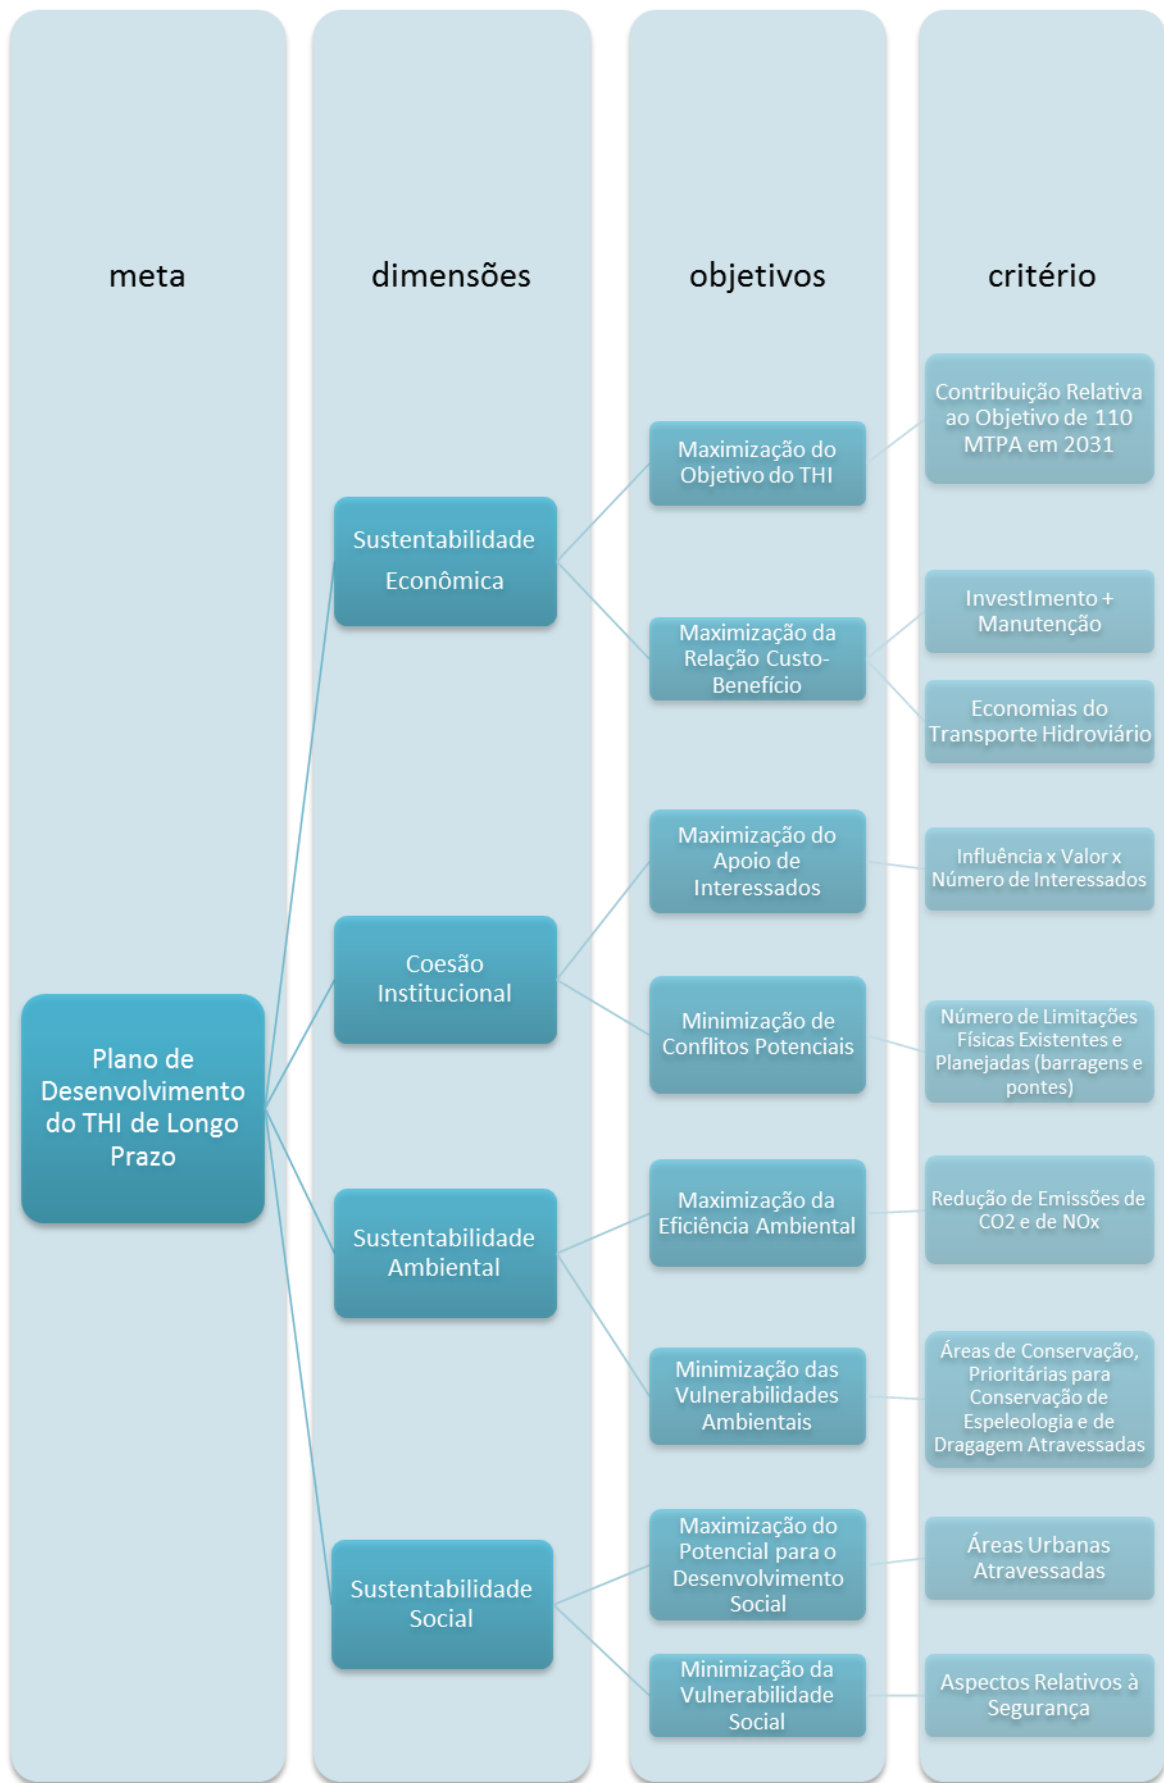 meta
dimensões
objetivos
critério
Plano de
Desenvolvimento
do THI de Longo
Prazo
Sustentabilidade
Econômica
Maximização do
Objetivo do THI
Contribuição Relativa
ao Objetivo de 110
MTPA em 2031
Maximização da
Relação Custo-
Benefício
InvestImento +
Manutenção
Economias do
Transporte Hidroviário
Coesão
Institucional
Maximização do
Apoio de
Interessados
Influência x Valor x
Número de Interessados
Minimização de
Conflitos Potenciais
Número de Limitações
Físicas Existentes e
Planejadas (barragens e
pontes)
Sustentabilidade
Ambiental
Maximização da
Eficiência Ambiental
Redução de Emissões de
CO2 e de NOx
Minimização das
Vulnerabilidades
Ambientais
Áreas de Conservação,
Prioritárias para
Conservação de
Espeleologia e de
Dragagem Atravessadas
Sustentabilidade
Social
Maximização do
Potencial para o
Desenvolvimento
Social
Áreas Urbanas
Atravessadas
Minimização da
Vulnerabilidade
Social
Aspectos Relativos à
Segurança